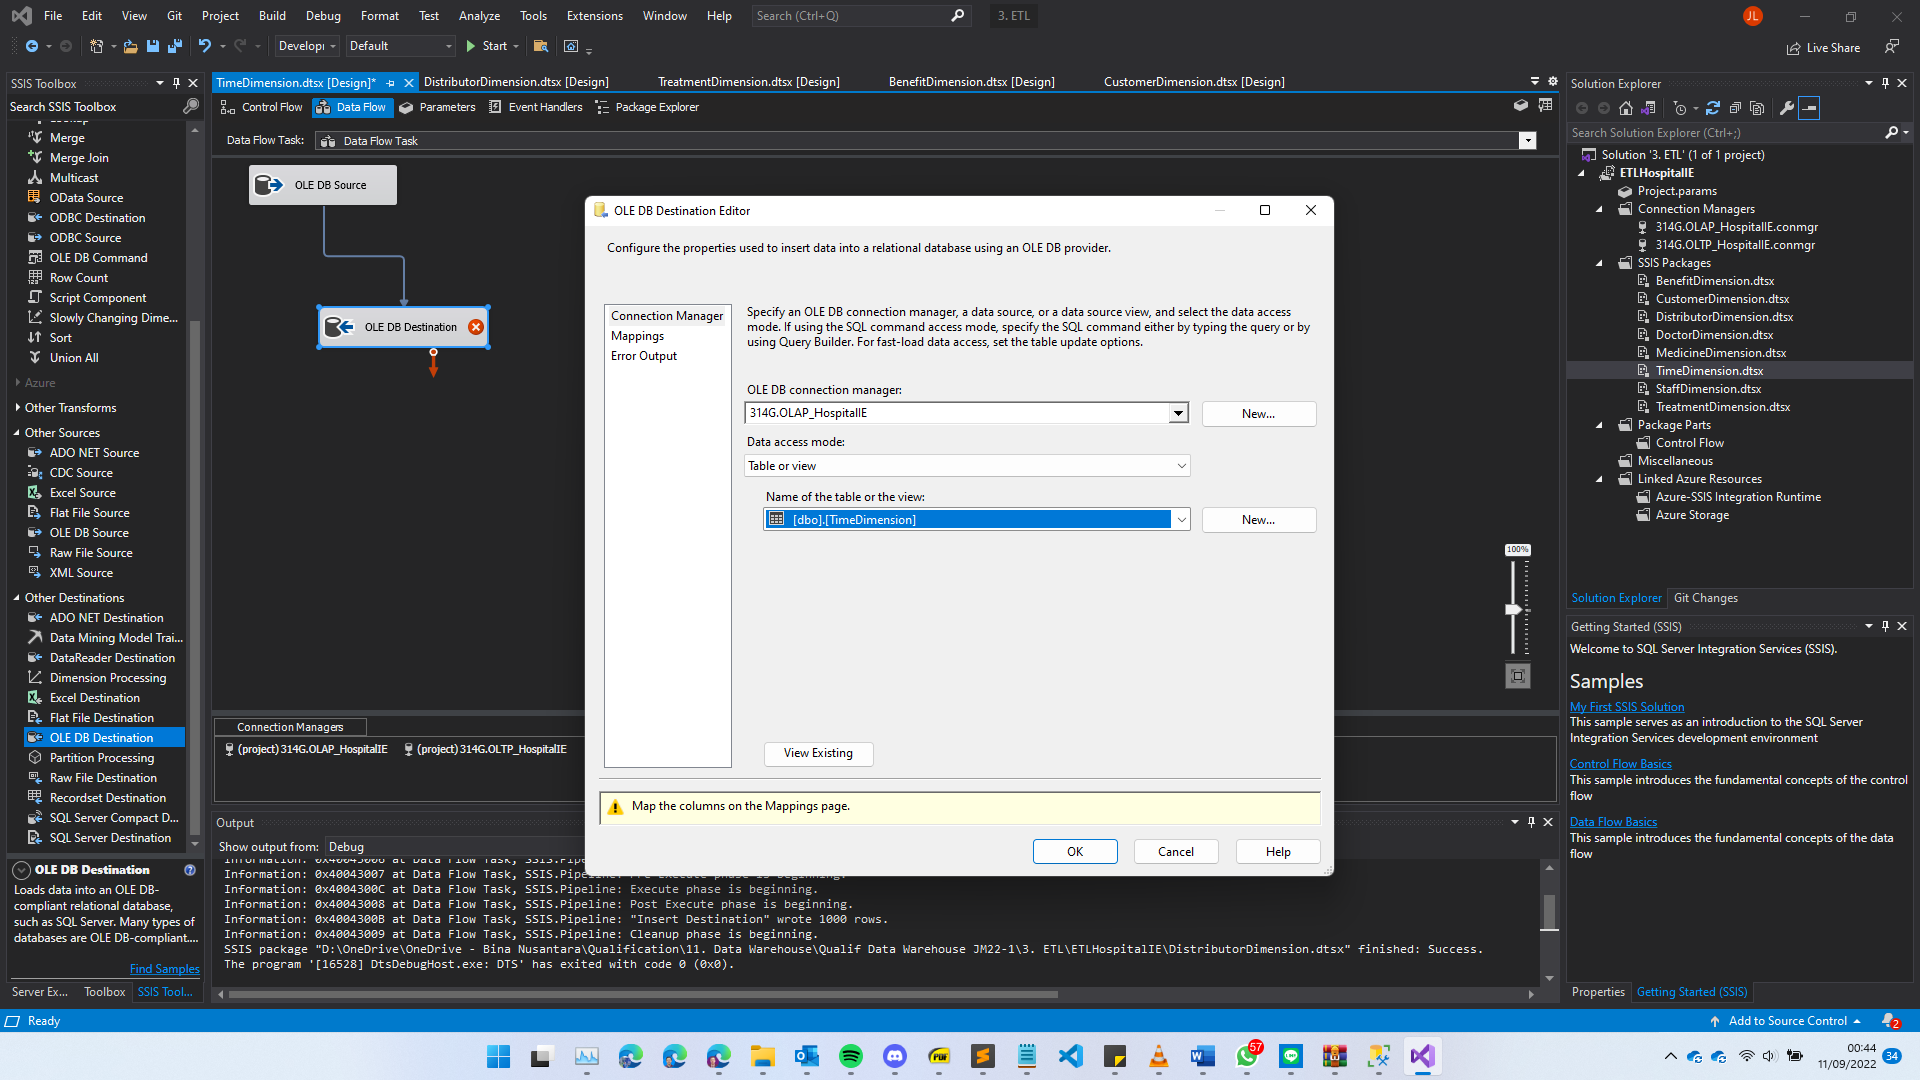 File Edit View Git Project Build Debug Format Test Analyze Tools Extensions Window Help Search (Ctrl+Q) 3. ETL JL
Developı Default Start Live Share
SSIS Toolbox
Search SSIS Toolbox
Merge
Merge Join
Multicast
OData Source
ODBC Destination
ODBC Source
OLE DB Command
Row Count
Script Component
Slowly Changing Dime...
Sort
Union All
Azure
Other Transforms
Other Sources
ADO NET Source
CDC Source
Excel Source
Flat File Source
OLE DB Source
Raw File Source
XML Source
Other Destinations
ADO NET Destination
Data Mining Model Trai...
DataReader Destination
Dimension Processing
Excel Destination
Flat File Destination
OLE DB Destination
Partition Processing
Raw File Destination
Recordset Destination
SQL Server Compact D...
SQL Server Destination
OLE DB Destination
Loads data into an OLE DB-
compliant relational database,
such as SQL Server. Many types of
databases are OLE DB-compliant....
Find Samples
Server Ex... Toolbox SSIS Tool...
TimeDimension.dtsx [Design]* DistributorDimension.dtsx [Design] TreatmentDimension.dtsx [Design] BenefitDimension.dtsx [Design] CustomerDimension.dtsx [Design]
Control Flow Data Flow Parameters Event Handlers Package Explorer
Data Flow Task: Data Flow Task
OLE DB Source
OLE DB Destination
100%
OLE DB Destination Editor
Configure the properties used to insert data into a relational database using an OLE DB provider.
Connection Manager
Mappings
Error Output
Specify an OLE DB connection manager, a data source, or a data source view, and select the data access
mode. If using the SQL command access mode, specify the SQL command either by typing the query or by
using Query Builder. For fast-load data access, set the table update options.
OLE DB connection manager:
314G.OLAP_HospitalIE New...
Data access mode:
Table or view
Name of the table or the view:
[dbo].[TimeDimension] New...
View Existing
Map the columns on the Mappings page.
OK Cancel Help
Connection Managers
(project) 314G.OLAP_HospitalIE (project) 314G.OLTP_HospitalIE
Output
Show output from: Debug
Information: 0x40043006 at Data Flow Task, SSIS.Pipe
Information: 0x40043007 at Data Flow Task, SSIS.Pipeline: Pre-Execute phase is beginning.
Information: 0x4004300C at Data Flow Task, SSIS.Pipeline: Execute phase is beginning.
Information: 0x40043008 at Data Flow Task, SSIS.Pipeline: Post Execute phase is beginning.
Information: 0x4004300B at Data Flow Task, SSIS.Pipeline: "Insert Destination" wrote 1000 rows.
Information: 0x40043009 at Data Flow Task, SSIS.Pipeline: Cleanup phase is beginning.
SSIS package "D:\OneDrive\OneDrive - Bina Nusantara\Qualification\11. Data Warehouse\Qualif Data Warehouse JM22-1\3. ETL\ETLHospitalIE\DistributorDimension.dtsx" finished: Success.
The program '[16528] DtsDebugHost.exe: DTS' has exited with code 0 (0x0).
Solution Explorer
Search Solution Explorer (Ctrl+;)
Solution '3. ETL' (1 of 1 project)
ETLHospitalIE
Project.params
Connection Managers
314G.OLAP_HospitalIE.conmgr
314G.OLTP_HospitalIE.conmgr
SSIS Packages
BenefitDimension.dtsx
CustomerDimension.dtsx
DistributorDimension.dtsx
DoctorDimension.dtsx
MedicineDimension.dtsx
TimeDimension.dtsx
StaffDimension.dtsx
TreatmentDimension.dtsx
Package Parts
Control Flow
Miscellaneous
Linked Azure Resources
Azure-SSIS Integration Runtime
Azure Storage
Solution Explorer Git Changes
Getting Started (SSIS)
Welcome to SQL Server Integration Services (SSIS).
Samples
My First SSIS Solution
This sample serves as an introduction to the SQL Server
Integration Services development environment
Control Flow Basics
This sample introduces the fundamental concepts of the control
flow
Data Flow Basics
This sample introduces the fundamental concepts of the data
flow
Properties Getting Started (SSIS)
Ready Add to Source Control 2
PDF 57 00:44
11/09/2022 34